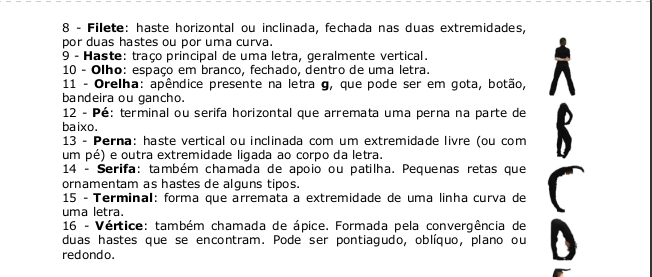 8 - Filete: haste horizontal ou inclinada, fechada nas duas extremidades,
por duas hastes ou por uma curva.
9 - Haste: traço principal de uma letra, geralmente vertical.
10 - Olho: espaço em branco, fechado, dentro de uma letra.
11 - Orelha: apêndice presente na letra g, que pode ser em gota, botão,
bandeira ou gancho.
12 - Pé: terminal ou serifa horizontal que arremata uma perna na parte de
baixo.
13 - Perna: haste vertical ou inclinada com um extremidade livre (ou com
um pé) e outra extremidade ligada ao corpo da letra.
14 - Serifa: também chamada de apoio ou patilha. Pequenas retas que
ornamentam as hastes de alguns tipos.
15 - Terminal: forma que arremata a extremidade de uma linha curva de
uma letra.
16 - Vértice: também chamada de ápice. Formada pela convergência de
duas hastes que se encontram. Pode ser pontiagudo, oblíquo, plano ou
redondo.